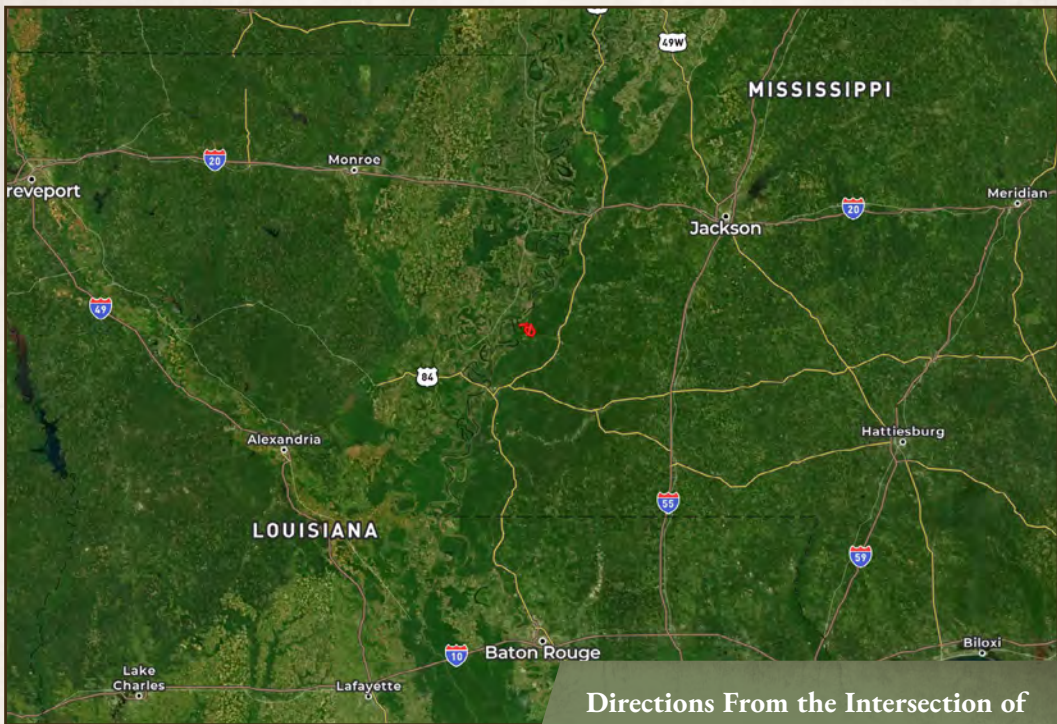 49W
MISSISSIPPI
20
Monroe
reveport
Meridian
20
Jackson
49
84
Alexandria
Hattiesburg
55
LOUISIANA
59
10
Baton Rouge
Biloxi
Lake
Charles
Lafayette
Directions From the Intersection of